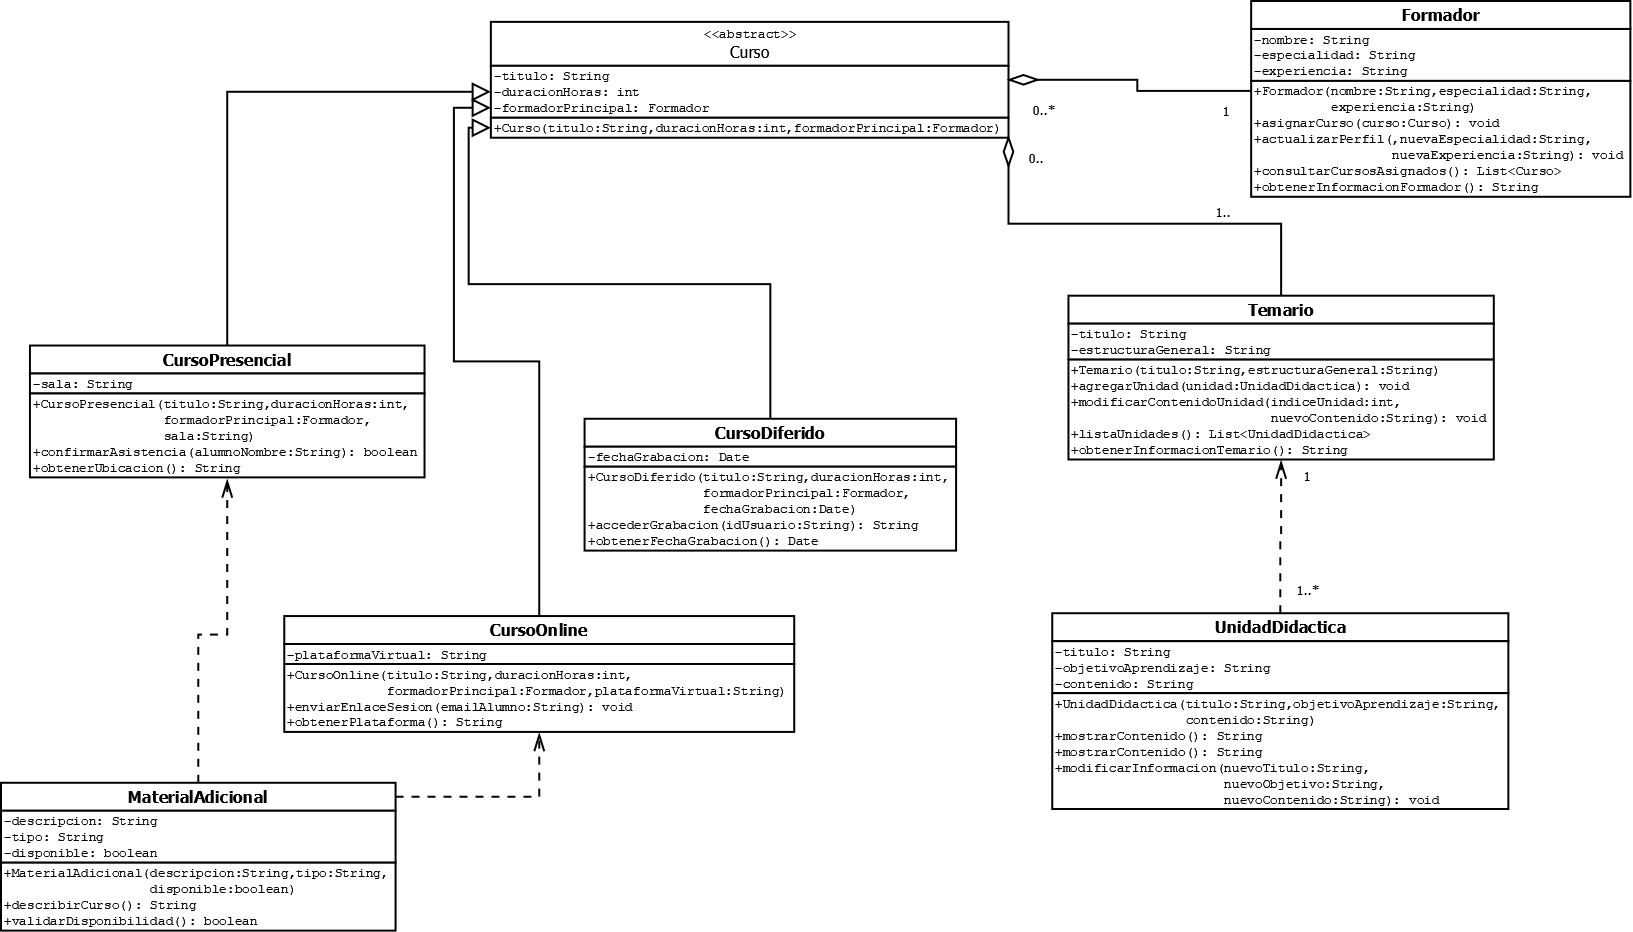 <<abstract>>
Curso
-titulo: String
-duracionHoras: int
-formadorPrincipal: Formador
+Curso(titulo:String,duracionHoras:int,formadorPrincipal:Formador)
0..*
1
0..
1..
Formador
-nombre: String
-especialidad: String
-experiencia: String
+Formador(nombre:String,especialidad:String,
experiencia:String)
+asignarCurso(curso:Curso): void
+actualizarPerfil(,nuevaEspecialidad:String,
nuevaExperiencia:String): void
+consultarCursosAsignados(): List<Curso>
+obtenerInformacionFormador(): String
Temario
-titulo: String
-estructuraGeneral: String
+Temario(titulo:String,estructuraGeneral:String)
+agregarUnidad(unidad:UnidadDidactica): void
+modificarContenidoUnidad(indiceUnidad:int,
nuevoContenido:String): void
+listaUnidades(): List<UnidadDidactica>
+obtenerInformacionTemario(): String
1
1..*
CursoPresencial
-sala: String
+CursoPresencial(titulo:String,duracionHoras:int,
formadorPrincipal:Formador,
sala:String)
+confirmarAsistencia(alumnoNombre:String): boolean
+obtenerUbicacion(): String
CursoDiferido
-fechaGrabacion: Date
+CursoDiferido(titulo:String,duracionHoras:int,
formadorPrincipal:Formador,
fechaGrabacion:Date)
+accederGrabacion(idUsuario:String): String
+obtenerFechaGrabacion(): Date
CursoOnline
-plataformaVirtual: String
+CursoOnline(titulo:String,duracionHoras:int,
formadorPrincipal:Formador,plataformaVirtual:String)
+enviarEnlaceSesion(emailAlumno:String): void
+obtenerPlataforma(): String
UnidadDidactica
-titulo: String
-objetivoAprendizaje: String
-contenido: String
+UnidadDidactica(titulo:String,objetivoAprendizaje:String,
contenido:String)
+mostrarContenido(): String
+mostrarContenido(): String
+modificarInformacion(nuevoTitulo:String,
nuevoObjetivo:String,
nuevoContenido:String): void
MaterialAdicional
-descripcion: String
-tipo: String
-disponible: boolean
+MaterialAdicional(descripcion:String,tipo:String,
disponible:boolean)
+describirCurso(): String
+validarDisponibilidad(): boolean